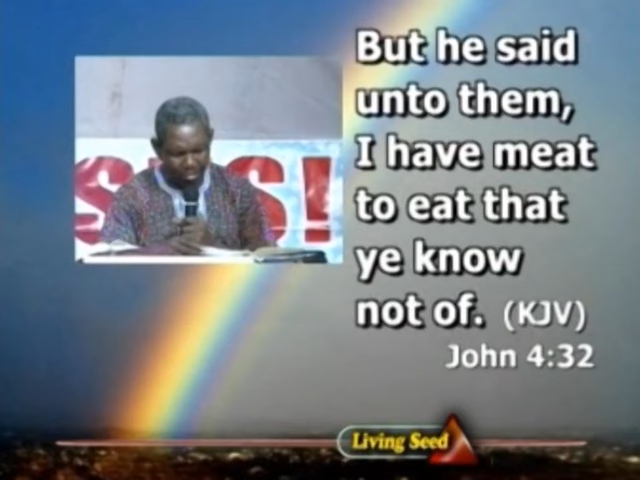 But he said
unto them,
I have meat
to eat that
ye know
not of. (KJV)
John 4:32
S!
Living Seed